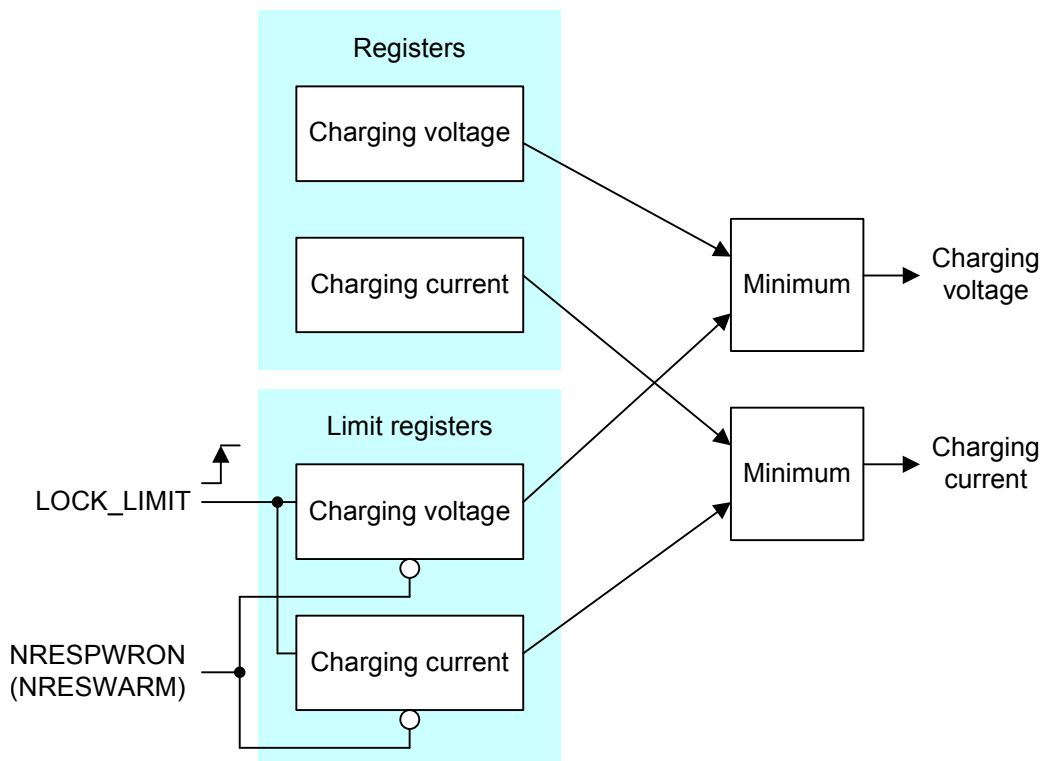 Registers
Charging voltage
Charging current
Minimum
Charging
voltage
Limit registers
LOCK_LIMIT
Charging voltage
Minimum
Charging
current
NRESPWRON
(NRESWARM)
Charging current